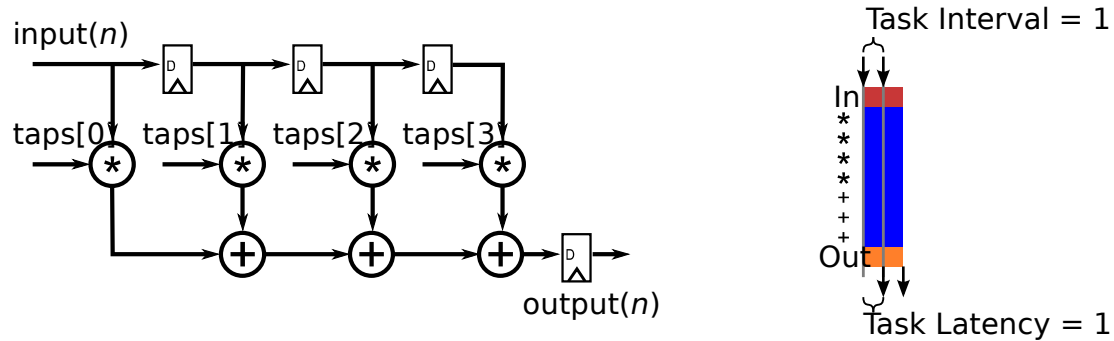 input(n)
D
D
D
taps[0]
taps[1]
taps[2]
taps[3]
*
*
*
*
+
+
+
D
output(n)
Task Interval = 1
In
*
*
*
*
+
+
+
Out
Task Latency = 1